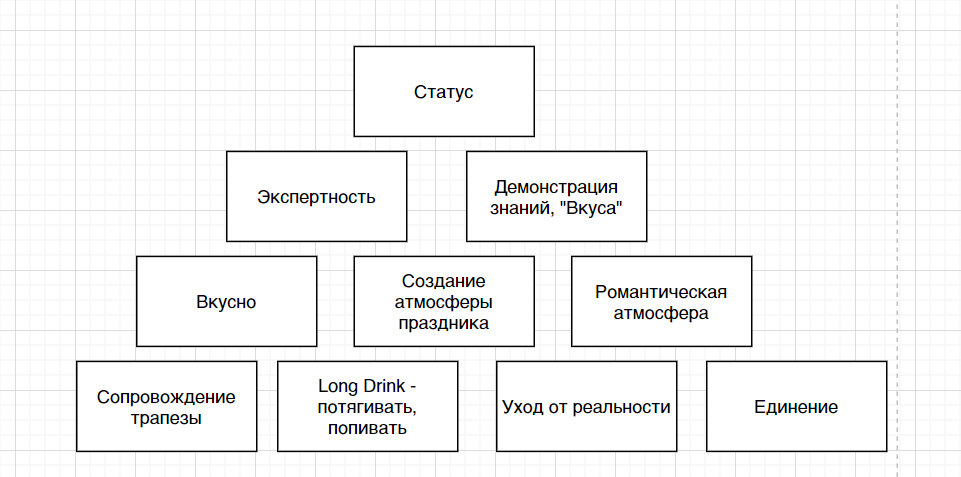 Статус
Экспертность
Демонстрация
знаний, "Вкуса"
Вкусно
Создание
атмосферы
праздника
Романтическая
атмосфера
Сопровождение
трапезы
Long Drink -
потягивать,
попивать
Уход от реальности
Единение